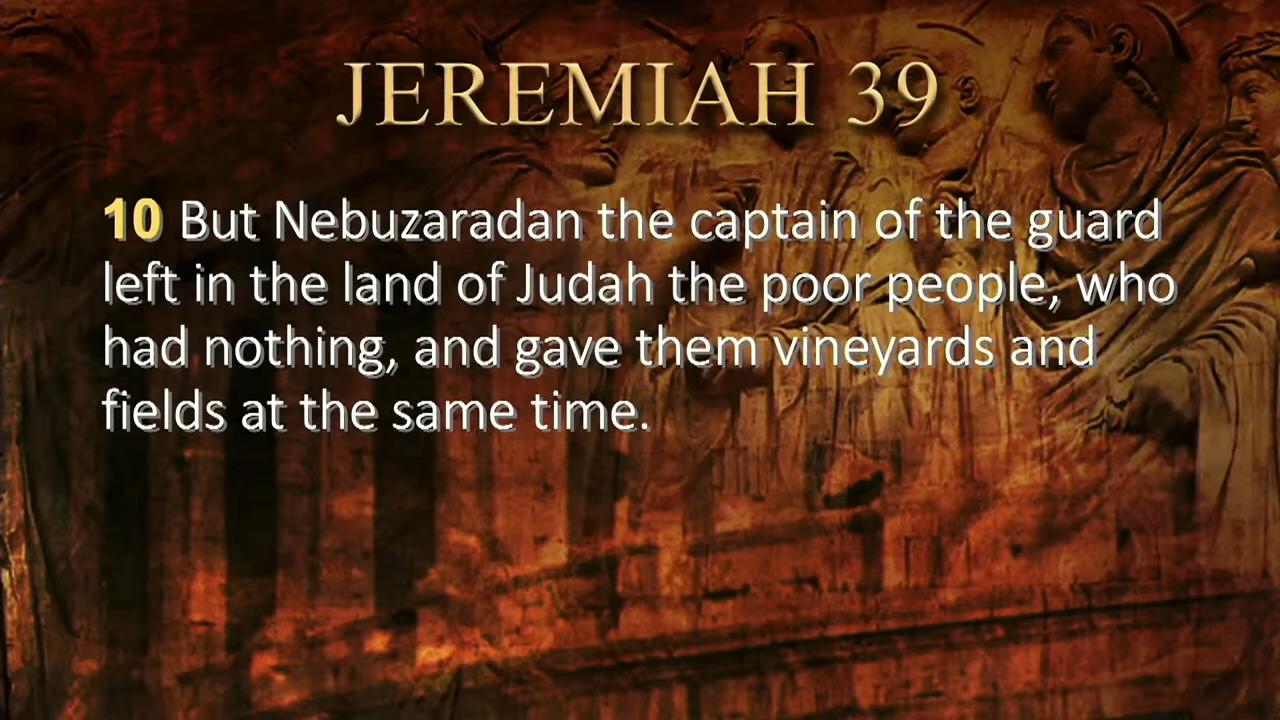 JEREMIAH 39
10 But Nebuzaradan the captain of the guard
left in the land of Judah the poor people, who
had nothing, and gave them vineyards and
fields at the same time.